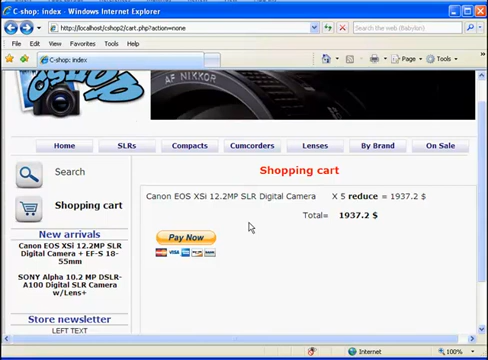 C-shop: index - Windows Internet Explorer
http://localhost/cshop2/cart.php?action=none
Search the web (Babylon)
File Edit View Favorites Tools Help
C-shop: index
Page Tools
cshop
AF NIKKOR
Home SLRs Compacts Cumcorders Lenses By Brand On Sale
Search
Shopping cart
Shopping cart
Canon EOS XSi 12.2MP SLR Digital Camera X 5 reduce = 1937.2 $
Total= 1937.2 $
Pay Now
VISA
New arrivals
Canon EOS XSi 12.2MP SLR
Digital Camera + EF-S 18-
55mm
SONY Alpha 10.2 MP DSLR-
A100 Digital SLR Camera
w/Lens+
Store newsletter
LEFT TEXT
Internet 100%